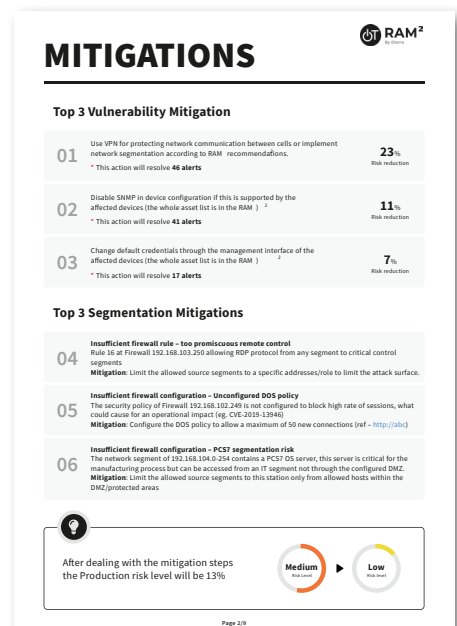 RAM²
By Otorio
MITIGATIONS
Top 3 Vulnerability Mitigation
01
Use VPN for protecting network communication between cells or implement
network segmentation according to RAM recommendations.
* This action will resolve 46 alerts
23%
Risk reduction
02
Disable SNMP in device configuration if this is supported by the
affected devices (the whole asset list is in the RAM ) 2
* This action will resolve 41 alerts
11%
Risk reduction
03
Change default credentials through the management interface of the
affected devices (the whole asset list is in the RAM ) 2
* This action will resolve 17 alerts
7%
Risk reduction
Top 3 Segmentation Mitigations
04
Insufficient firewall rule – too promiscuous remote control
Rule 16 at Firewall 192.168.103.250 allowing RDP protocol from any segment to critical control
segments
Mitigation: Limit the allowed source segments to a specific addresses/role to limit the attack surface.
05
Insufficient firewall configuration – Unconfigured DOS policy
The security policy of Firewall 192.168.102.249 is not configured to block high rate of sessions, what
could cause for an operational impact (eg. CVE-2019-13946)
Mitigation: Configure the DOS policy to allow a maximum of 50 new connections (ref – http://abc)
06
Insufficient firewall configuration – PCS7 segmentation risk
The network segment of 192.168.104.0-254 contains a PCS7 OS server, this server is critical for the
manufacturing process but can be accessed from an IT segment not through the configured DMZ.
Mitigation: Limit the allowed source segments to this station only from allowed hosts within the
DMZ/protected areas
After dealing with the mitigation steps
the Production risk level will be 13%
Medium
Risk Level
Low
Risk level
Page 2/9